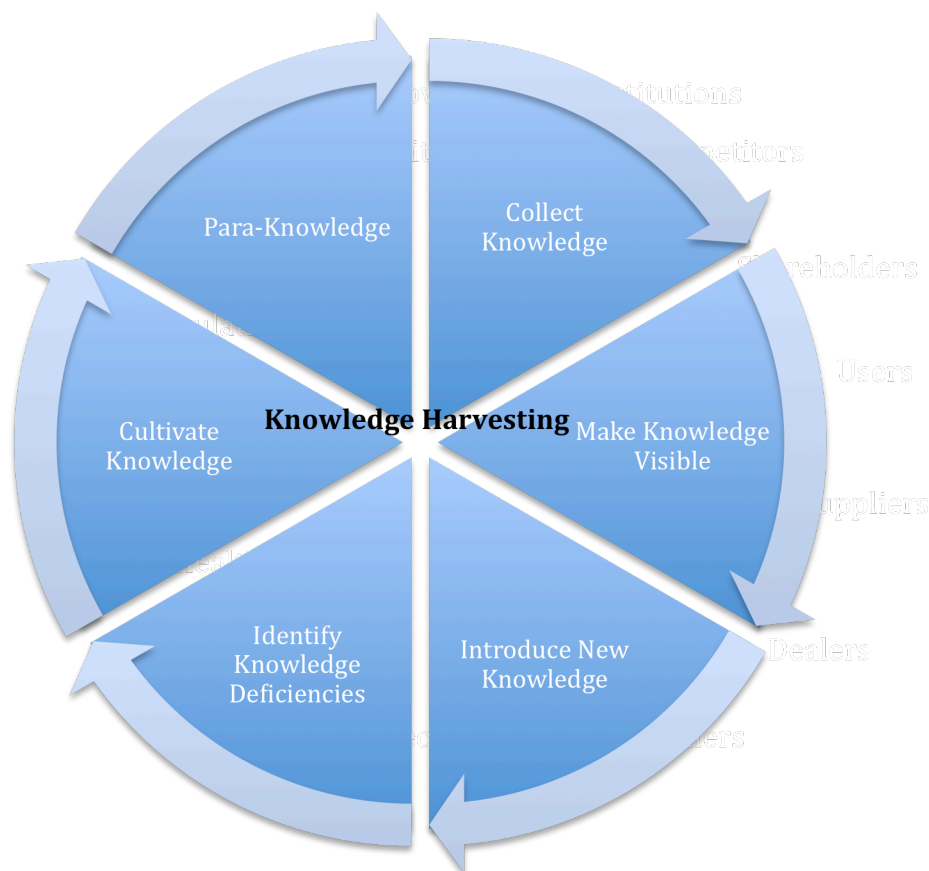 Para-Knowledge
Collect
Knowledge
Shareholders
Users
Knowledge Harvesting
Make Knowledge
Visible
Cultivate
Knowledge
Dealers
Introduce New
Knowledge
Identify
Knowledge
Deficiencies